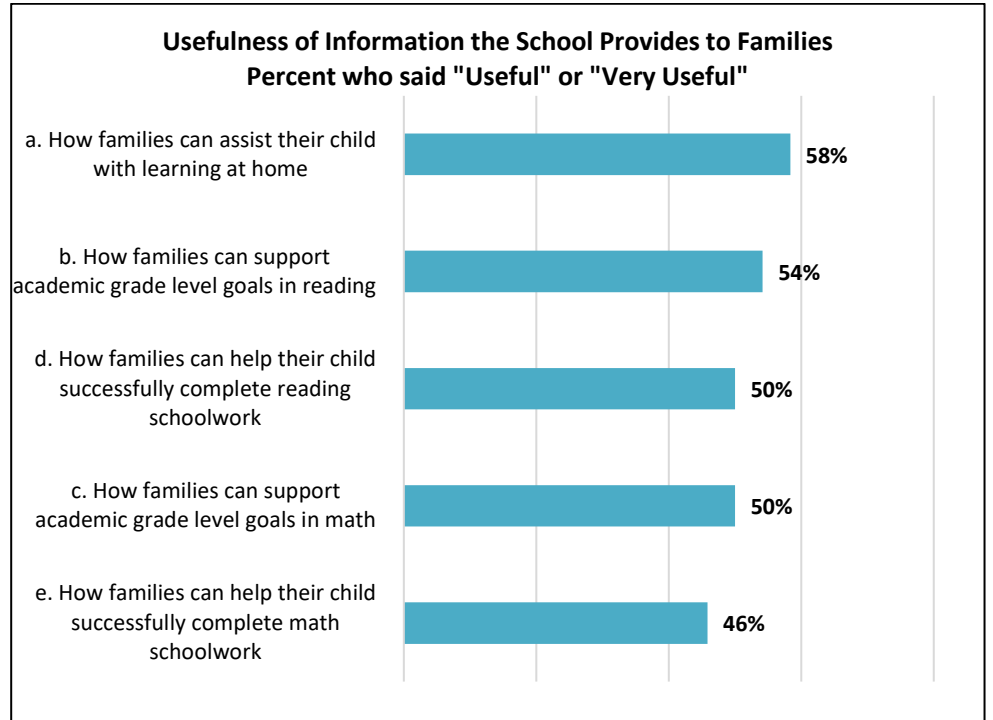 Usefulness of Information the School Provides to Families
Percent who said "Useful" or "Very Useful"
a. How families can assist their child
with learning at home
58%
b. How families can support
academic grade level goals in reading
54%
d. How families can help their child
successfully complete reading
schoolwork
50%
c. How families can support
academic grade level goals in math
50%
e. How families can help their child
successfully complete math
schoolwork
46%